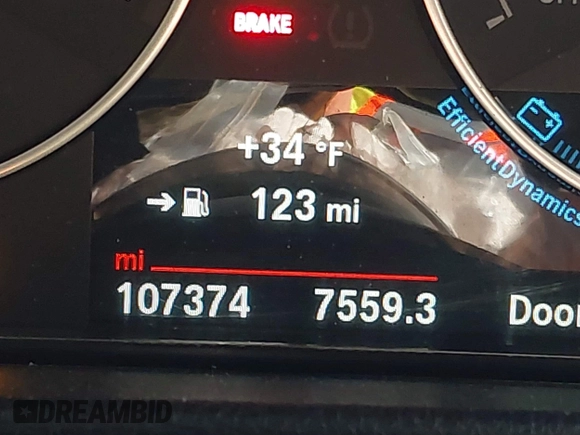 BRAKE
EfficientDynamics
+34 °F
123 mi
mi
107374 7559.3 Door
DREAMBID